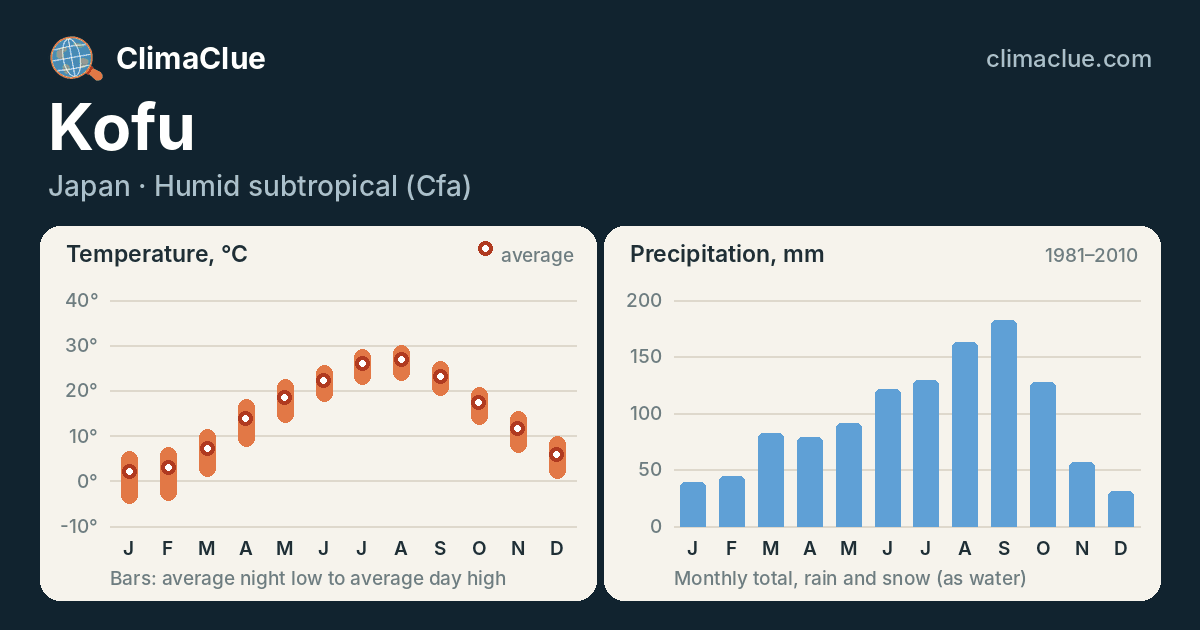 ClimaClue
climaclue.com
Kofu
Japan · Humid subtropical (Cfa)
Temperature, °C
average
40°
30°
20°
10°
0°
-10°
J F M A M J J A S O N D
Bars: average night low to average day high
Precipitation, mm
1981–2010
200
150
100
50
0
J F M A M J J A S O N D
Monthly total, rain and snow (as water)